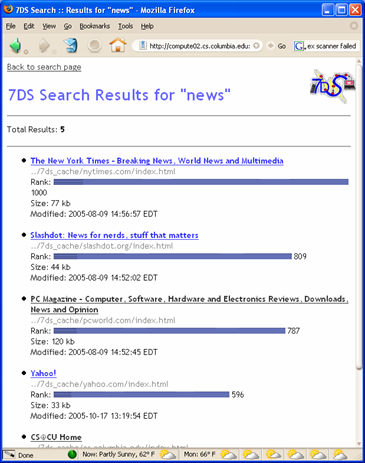 7DS Search :: Results for "news" - Mozilla Firefox
File Edit View Go Bookmarks Tools Help
http://compute02.cs.columbia.edu: Go ex scanner failed
Back to search page
7DS
7DS Search Results for "news"
Total Results: 5
The New York Times - Breaking News, World News and Multimedia
../7ds_cache/nytimes.com/index.html
Rank:
1000
Size: 77 kb
Modified: 2005-08-09 14:56:57 EDT
Slashdot: News for nerds, stuff that matters
../7ds_cache/slashdot.org/index.html
Rank: 809
Size: 44 kb
Modified: 2005-08-09 14:52:02 EDT
PC Magazine - Computer, Software, Hardware and Electronics Reviews, Downloads,
News and Opinion
../7ds_cache/pcworld.com/index.html
Rank: 787
Size: 120 kb
Modified: 2005-08-09 14:52:45 EDT
Yahoo!
../7ds_cache/yahoo.com/index.html
Rank: 596
Size: 33 kb
Modified: 2005-10-17 13:19:54 EDT
CS@CU Home
Done Now: Partly Sunny, 62° F Mon: 66° F